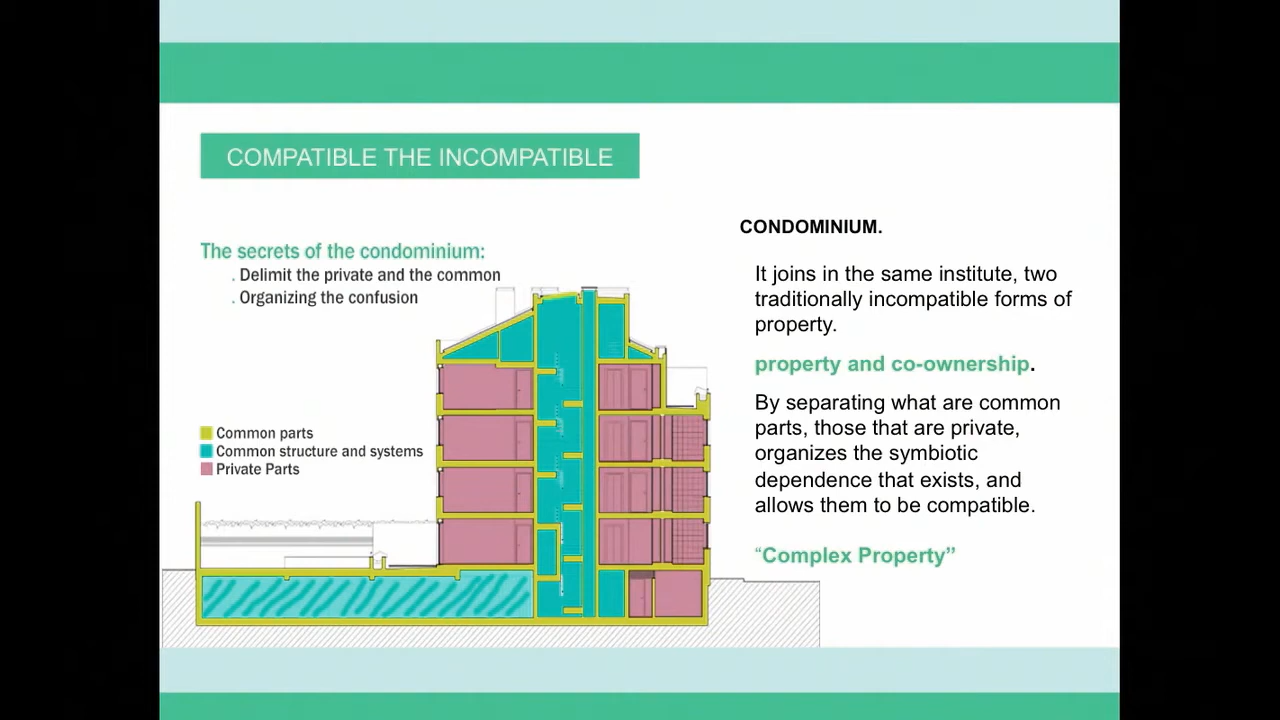 COMPATIBLE THE INCOMPATIBLE
The secrets of the condominium:
. Delimit the private and the common
. Organizing the confusion
Common parts
Common structure and systems
Private Parts
CONDOMINIUM.
It joins in the same institute, two
traditionally incompatible forms of
property.
property and co-ownership.
By separating what are common
parts, those that are private,
organizes the symbiotic
dependence that exists, and
allows them to be compatible.
“Complex Property”